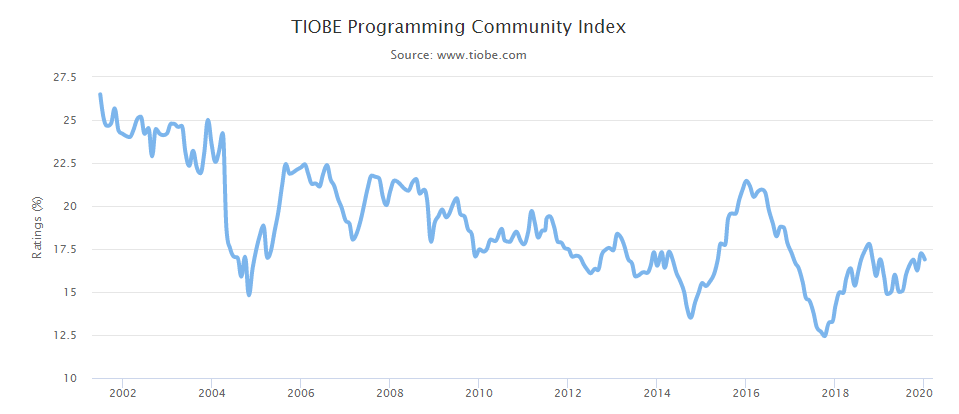 TIOBE Programming Community Index
Source: www.tiobe.com
Ratings (%)
27.5
25
22.5
20
17.5
15
12.5
10
2002 2004 2006 2008 2010 2012 2014 2016 2018 2020